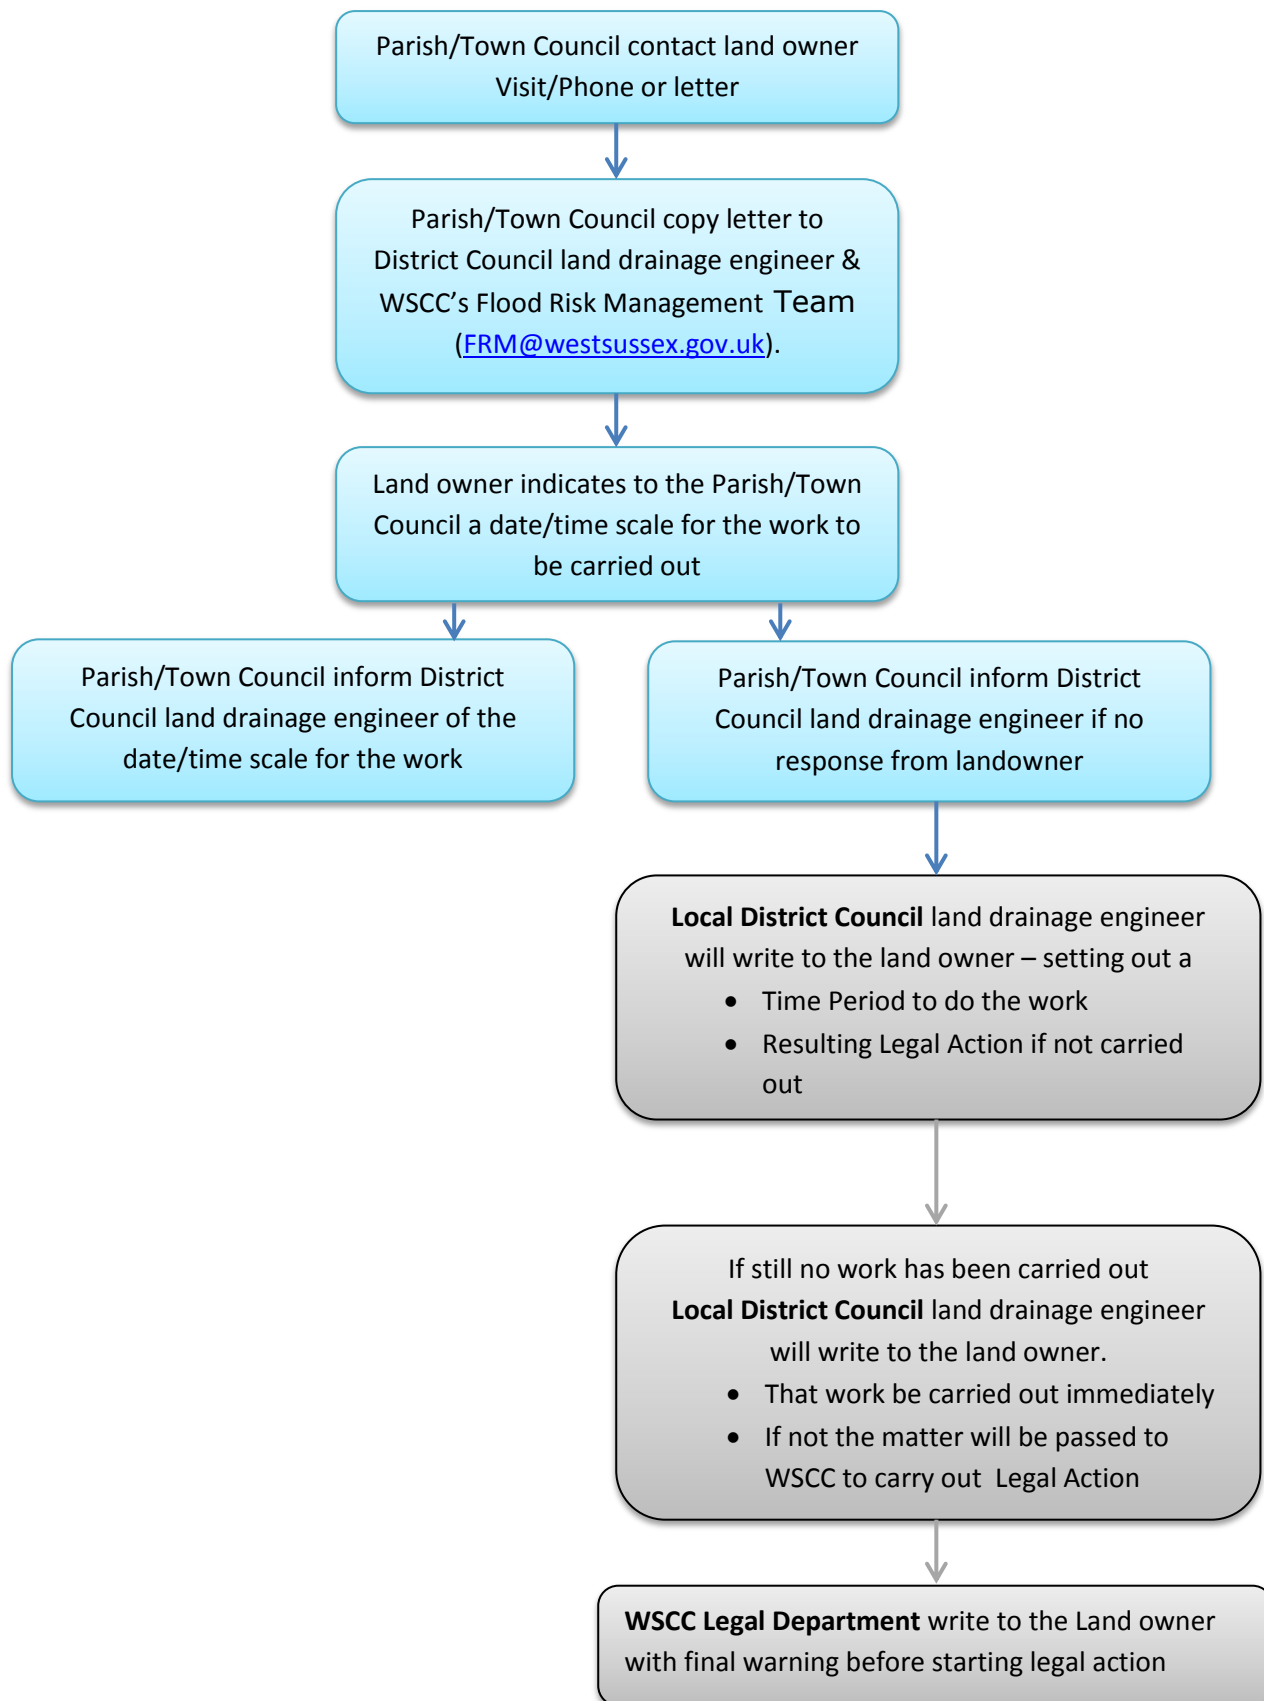 Parish/Town Council contact land owner
Visit/Phone or letter
Parish/Town Council copy letter to
District Council land drainage engineer &
WSCC’s Flood Risk Management Team
(FRM@westsussex.gov.uk).
Land owner indicates to the Parish/Town
Council a date/time scale for the work to
be carried out
Parish/Town Council inform District
Council land drainage engineer of the
date/time scale for the work
Parish/Town Council inform District
Council land drainage engineer if no
response from landowner
Local District Council land drainage engineer
will write to the land owner – setting out a
• Time Period to do the work
• Resulting Legal Action if not carried
out
If still no work has been carried out
Local District Council land drainage engineer
will write to the land owner.
• That work be carried out immediately
• If not the matter will be passed to
WSCC to carry out Legal Action
WSCC Legal Department write to the Land owner
with final warning before starting legal action